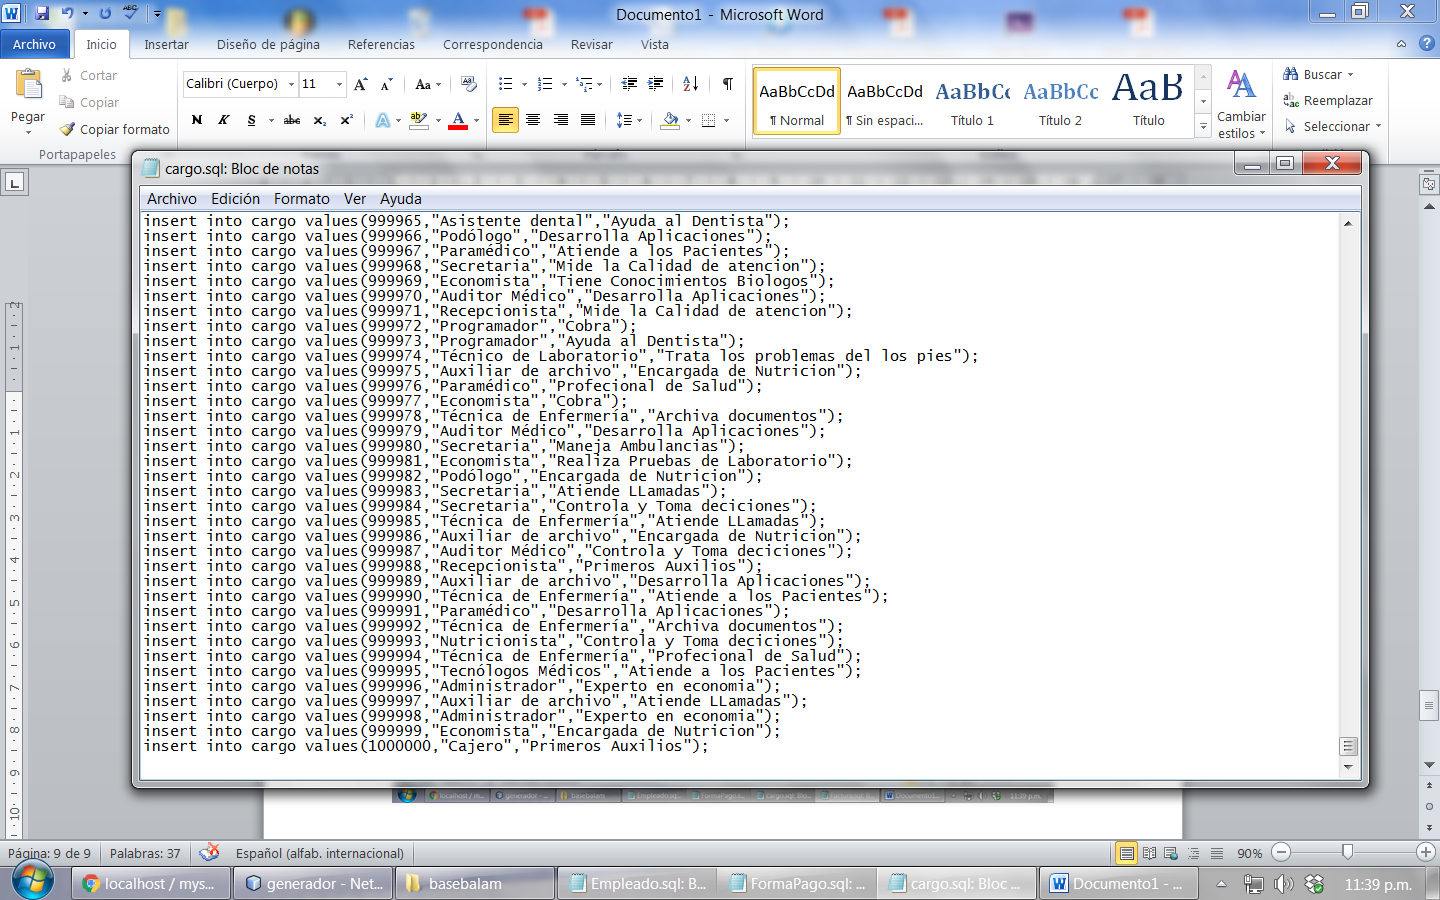 Documento1 - Microsoft Word
Archivo Inicio Insertar Diseño de página Referencias Correspondencia Revisar Vista
Pegar
Cortar
Copiar
Copiar formato
Portapapeles
Calibri (Cuerpo) 11
AaBbCcDd AaBbCcDd AaBbCc AaBbCc AaB
¶ Normal ¶ Sin espaci... Título 1 Título 2 Título
Cambiar estilos
Buscar
Reemplazar
Seleccionar
cargo.sql: Bloc de notas
Archivo Edición Formato Ver Ayuda
insert into cargo values(999965,"Asistente dental","Ayuda al Dentista");
insert into cargo values(999966,"Podólogo","Desarrolla Aplicaciones");
insert into cargo values(999967,"Paramédico","Atiende a los Pacientes");
insert into cargo values(999968,"Secretaria","Mide la Calidad de atencion");
insert into cargo values(999969,"Economista","Tiene Conocimientos Biologos");
insert into cargo values(999970,"Auditor Médico","Desarrolla Aplicaciones");
insert into cargo values(999971,"Recepcionista","Mide la Calidad de atencion");
insert into cargo values(999972,"Programador","Cobra");
insert into cargo values(999973,"Programador","Ayuda al Dentista");
insert into cargo values(999974,"Técnico de Laboratorio","Trata los problemas del los pies");
insert into cargo values(999975,"Auxiliar de archivo","Encargada de Nutricion");
insert into cargo values(999976,"Paramédico","Profecional de Salud");
insert into cargo values(999977,"Economista","Cobra");
insert into cargo values(999978,"Técnica de Enfermería","Archiva documentos");
insert into cargo values(999979,"Auditor Médico","Desarrolla Aplicaciones");
insert into cargo values(999980,"Secretaria","Maneja Ambulancias");
insert into cargo values(999981,"Economista","Realiza Pruebas de Laboratorio");
insert into cargo values(999982,"Podólogo","Encargada de Nutricion");
insert into cargo values(999983,"Secretaria","Atiende LLamadas");
insert into cargo values(999984,"Secretaria","Controla y Toma deciciones");
insert into cargo values(999985,"Técnica de Enfermería","Atiende LLamadas");
insert into cargo values(999986,"Auxiliar de archivo","Encargada de Nutricion");
insert into cargo values(999987,"Auditor Médico","Controla y Toma deciciones");
insert into cargo values(999988,"Recepcionista","Primeros Auxilios");
insert into cargo values(999989,"Auxiliar de archivo","Desarrolla Aplicaciones");
insert into cargo values(999990,"Técnica de Enfermería","Atiende a los Pacientes");
insert into cargo values(999991,"Paramédico","Desarrolla Aplicaciones");
insert into cargo values(999992,"Técnica de Enfermería","Archiva documentos");
insert into cargo values(999993,"Nutricionista","Controla y Toma deciciones");
insert into cargo values(999994,"Técnica de Enfermería","Profecional de Salud");
insert into cargo values(999995,"Tecnólogos Médicos","Atiende a los Pacientes");
insert into cargo values(999996,"Administrador","Experto en economia");
insert into cargo values(999997,"Auxiliar de archivo","Atiende LLamadas");
insert into cargo values(999998,"Administrador","Experto en economia");
insert into cargo values(999999,"Economista","Encargada de Nutricion");
insert into cargo values(1000000,"Cajero","Primeros Auxilios");
Página: 9 de 9 Palabras: 37 Español (alfab. internacional) 90%
localhost / mys... generador - Net... basebalam Empleado.sql: B... FormaPago.sql: ... cargo.sql: Bloc ... Documento1 - ... 11:39 p.m.